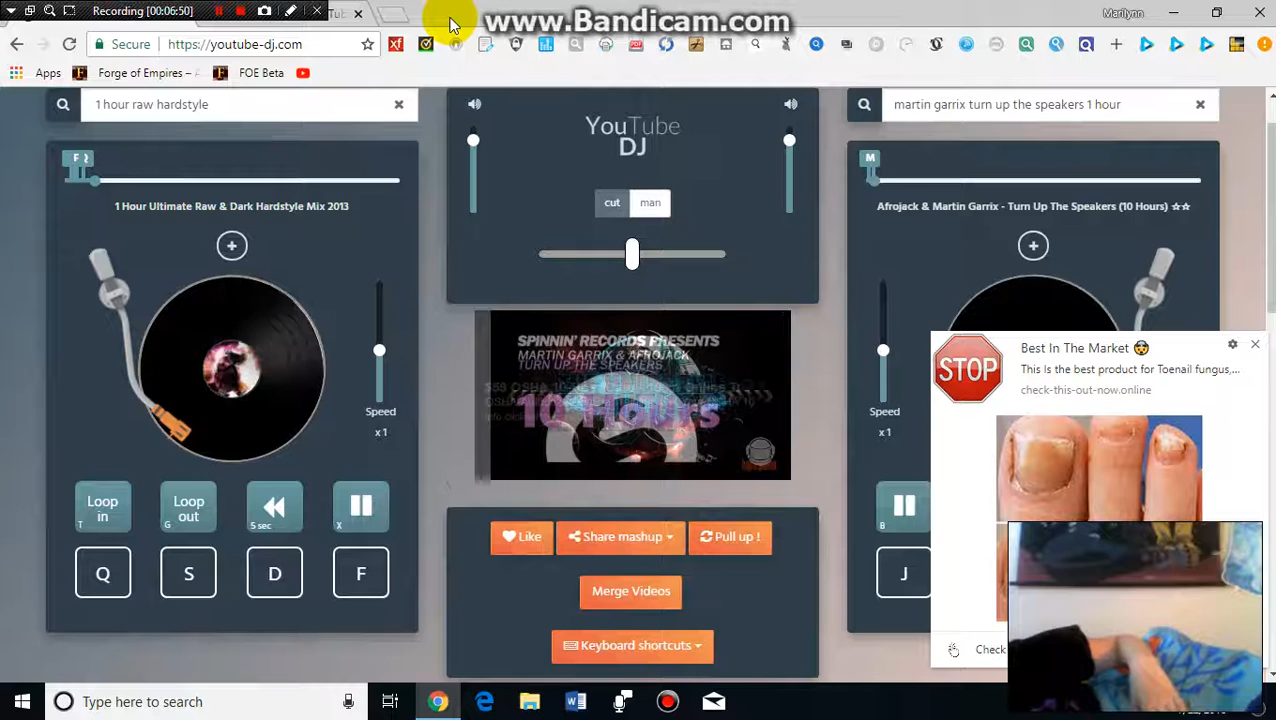 Recording [00:06:50]
www.Bandicam.com
Marilynn
Secure
https://youtube-dj.com
Apps
Forge of Empires –
FOE Beta
1 hour raw hardstyle
martin garrix turn up the speakers 1 hour
YouTube
DJ
cut
man
1 Hour Ultimate Raw & Dark Hardstyle Mix 2013
Afrojack & Martin Garrix - Turn Up The Speakers (10 Hours) ☆☆
F
M
SPINNIN' RECORDS PRESENTS
MARTIN GARRIX & AFROJACK
TURN UP THE SPEAKERS
10 Hours
Speed
x 1
Speed
x 1
Loop
in
T
Loop
out
G
5 sec
X
B
Q
S
D
F
J
Like
Share mashup
Pull up !
Merge Videos
Keyboard shortcuts
STOP
Best In The Market
This Is the best product for Toenail fungus,...
check-this-out-now.online
Check
Type here to search